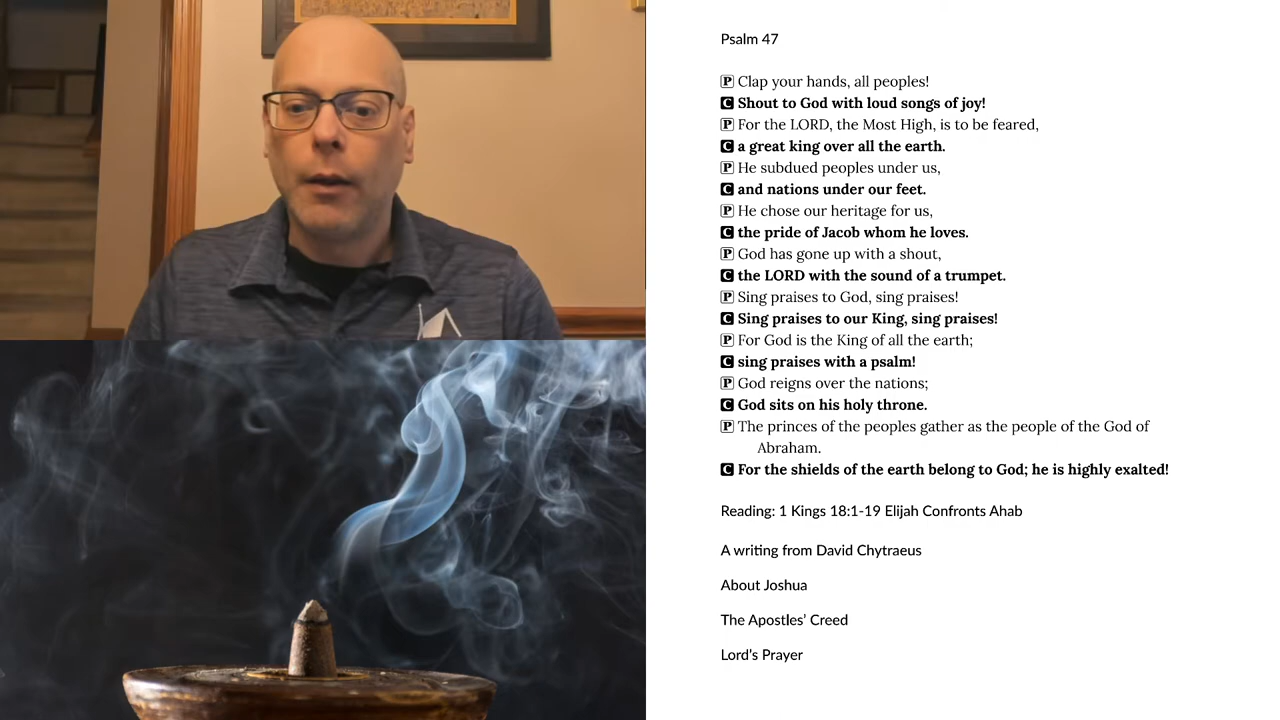 Psalm 47
P Clap your hands, all peoples!
C Shout to God with loud songs of joy!
P For the LORD, the Most High, is to be feared,
C a great king over all the earth.
P He subdued peoples under us,
C and nations under our feet.
P He chose our heritage for us,
C the pride of Jacob whom he loves.
P God has gone up with a shout,
C the LORD with the sound of a trumpet.
P Sing praises to God, sing praises!
C Sing praises to our King, sing praises!
P For God is the King of all the earth;
C sing praises with a psalm!
P God reigns over the nations;
C God sits on his holy throne.
P The princes of the peoples gather as the people of the God of
Abraham.
C For the shields of the earth belong to God; he is highly exalted!
Reading: 1 Kings 18:1-19 Elijah Confronts Ahab
A writing from David Chytraeus
About Joshua
The Apostles' Creed
Lord's Prayer